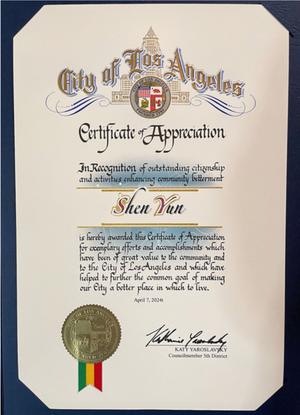 City of Los Angeles
Certificate of Appreciation
In Recognition of outstanding citizenship
and activities enhancing community betterment
Shen Yun
is hereby awarded this Certificate of Appreciation
for exemplary efforts and accomplishments which
have been of great value to the community and
to the City of Los Angeles and which have
helped to further the common goal of making
our City a better place in which to live.
April 7, 2024
KATY YAROSLAVSKY
Councilmember 5th District